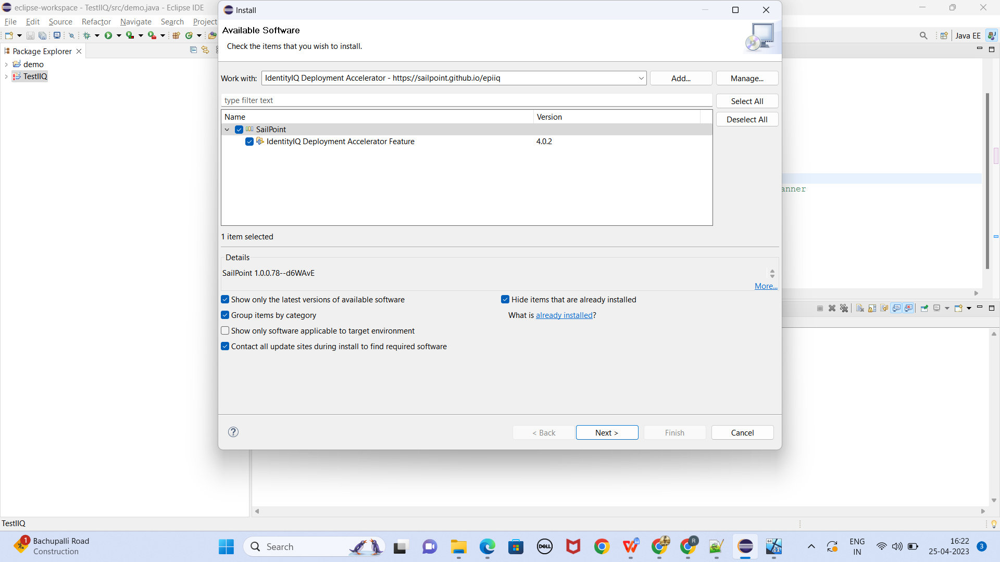 eclipse-workspace - TestIIQ/src/demo.java - Eclipse IDE
File Edit Source Refactor Navigate Search Project
Java EE
Package Explorer
demo
TestIIQ
Install
Available Software
Check the items that you wish to install.
Work with: IdentityIQ Deployment Accelerator - https://sailpoint.github.io/epiiq Add... Manage...
type filter text
Select All
Deselect All
Name Version
SailPoint
IdentityIQ Deployment Accelerator Feature 4.0.2
1 item selected
Details
SailPoint 1.0.0.78--d6WAvE
More...
Show only the latest versions of available software Hide items that are already installed
Group items by category What is already installed?
Show only software applicable to target environment
Contact all update sites during install to find required software
? < Back Next > Finish Cancel
anner
TestIIQ
1 Bachupalli Road
Construction
Search
DELL
R
64
11
ENG
IN
16:22
25-04-2023
3